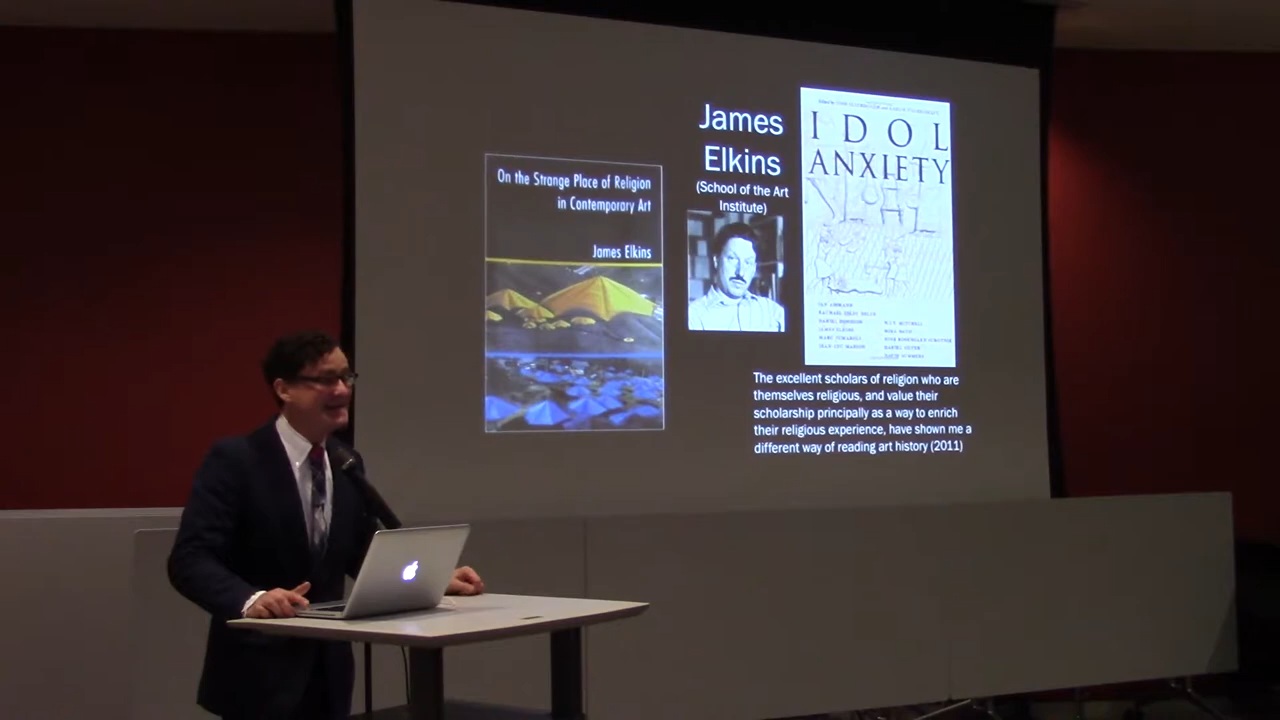 On the Strange Place of Religion
in Contemporary Art
James Elkins
James
Elkins
(School of the Art
Institute)
IDOL
ANXIETY
The excellent scholars of religion who are
themselves religious, and value their
scholarship principally as a way to enrich
their religious experience, have shown me a
different way of reading art history (2011)